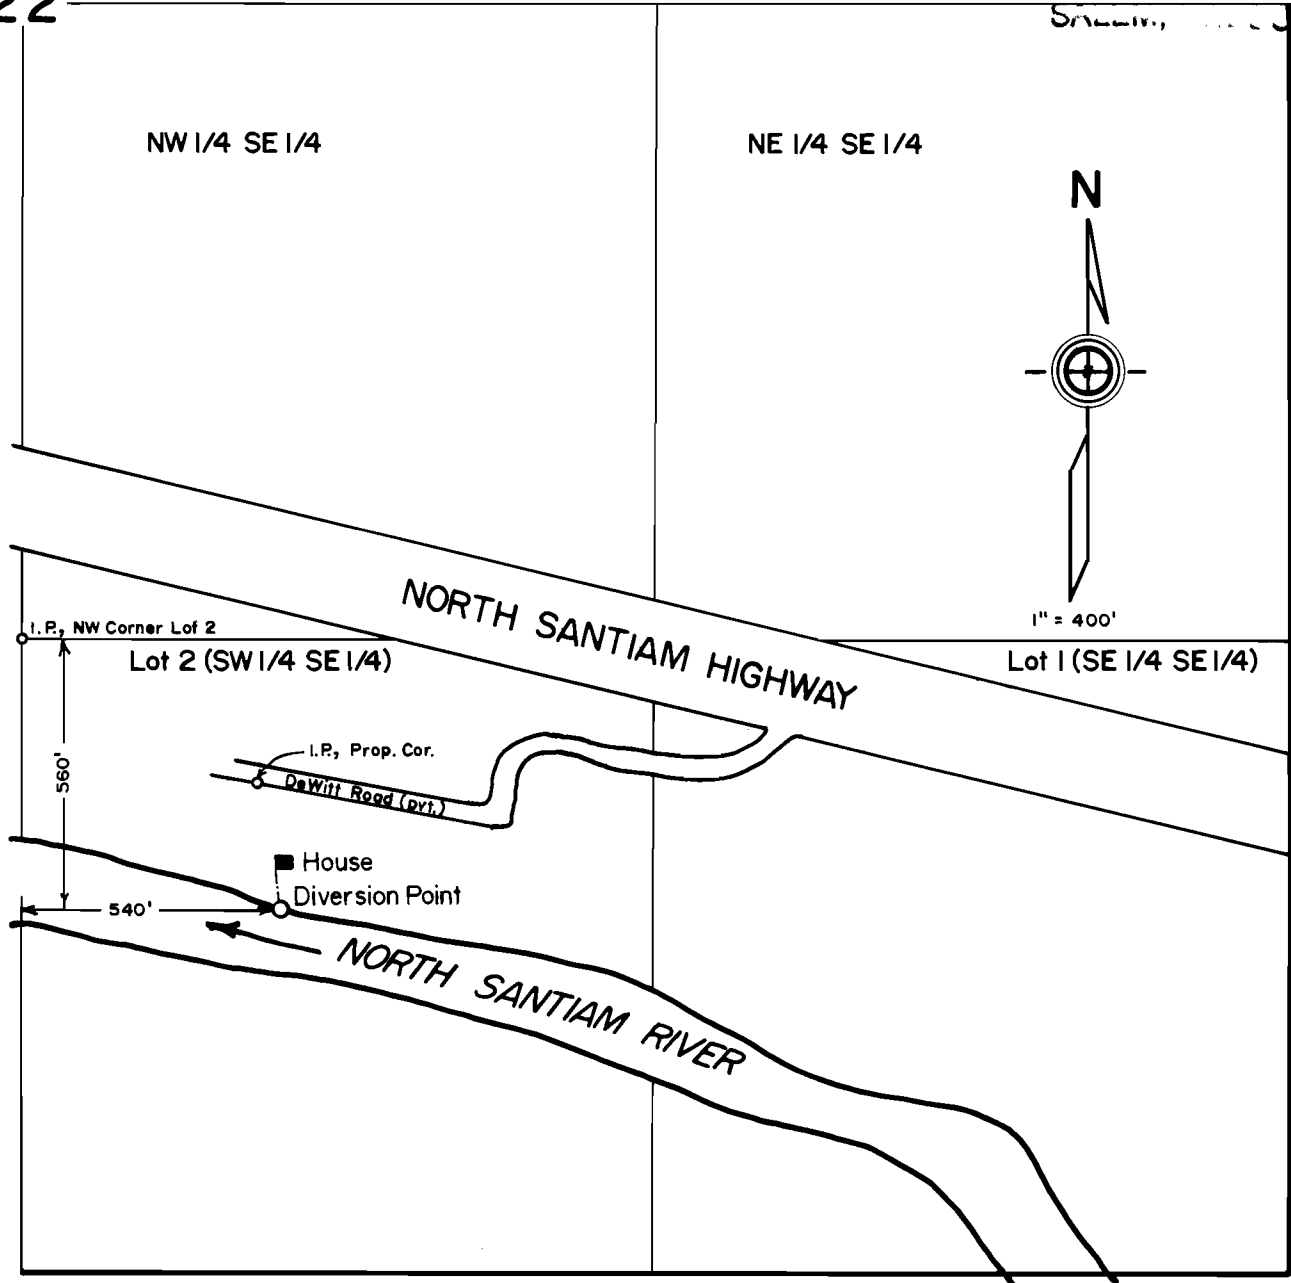 22
NW 1/4 SE 1/4
NE 1/4 SE 1/4
N
NORTH SANTIAM HIGHWAY
1" = 400'
I.P., NW Corner Lot 2
Lot 2 (SW 1/4 SE 1/4)
Lot 1 (SE 1/4 SE 1/4)
560'
I.P., Prop. Cor.
DeWitt Road (pvt.)
House
Diversion Point
540'
NORTH SANTIAM RIVER